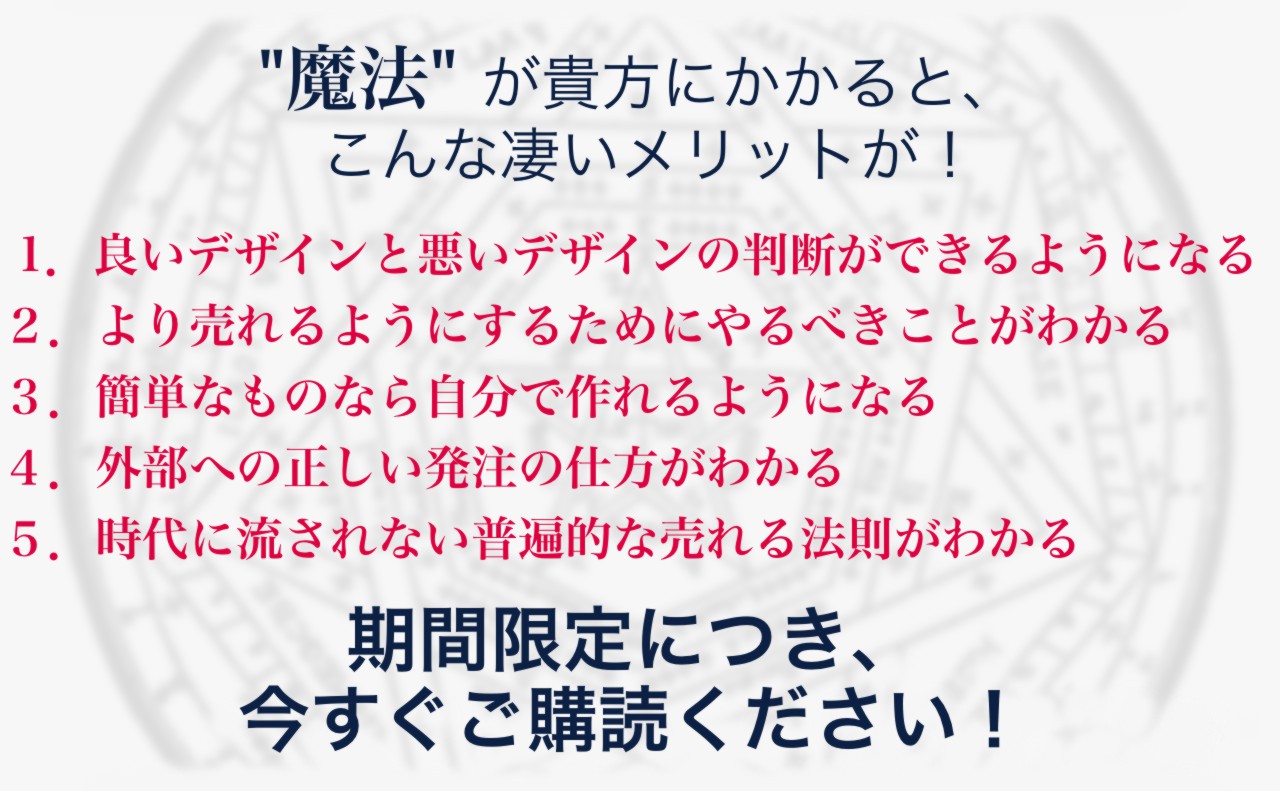 "魔法" が貴方にかかると、
こんな凄いメリットが！
１．良いデザインと悪いデザインの判断ができるようになる
２．より売れるようにするためにやるべきことがわかる
３．簡単なものなら自分で作れるようになる
４．外部への正しい発注の仕方がわかる
５．時代に流されない普遍的な売れる法則がわかる
期間限定につき、
今すぐご購読ください！